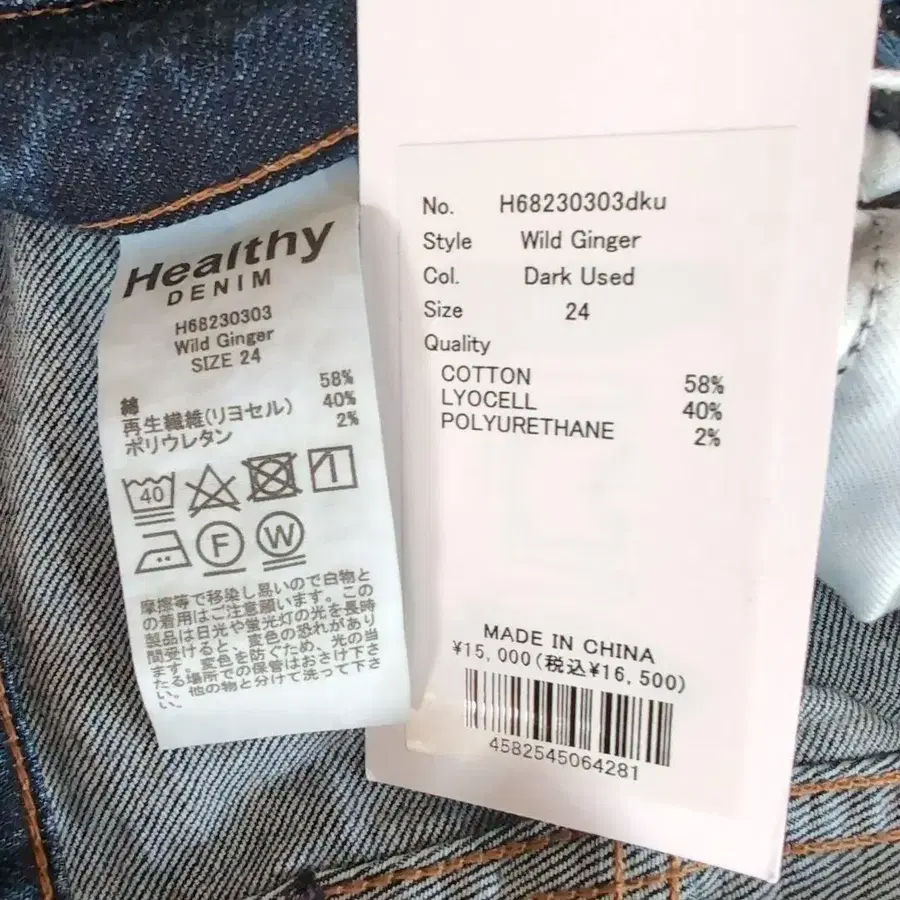 Healthy
DENIM
H68230303
Wild Ginger
SIZE 24
綿 58%
再生繊維(リヨセル) 40%
ポリウレタン 2%
40
F W
摩擦等で移染し易いので白物と
の着用はご注意願います。この
製品は日光や蛍光灯の光を長時
間受けると、変色の恐れがあり
ます。変色を防ぐため、光の当
たる場所での保管はおさけ下さ
い。他の物と分けて洗って下さ
い。
No. H68230303dku
Style Wild Ginger
Col. Dark Used
Size 24
Quality
COTTON 58%
LYOCELL 40%
POLYURETHANE 2%
MADE IN CHINA
¥15,000(税込¥16,500)
4582545064281